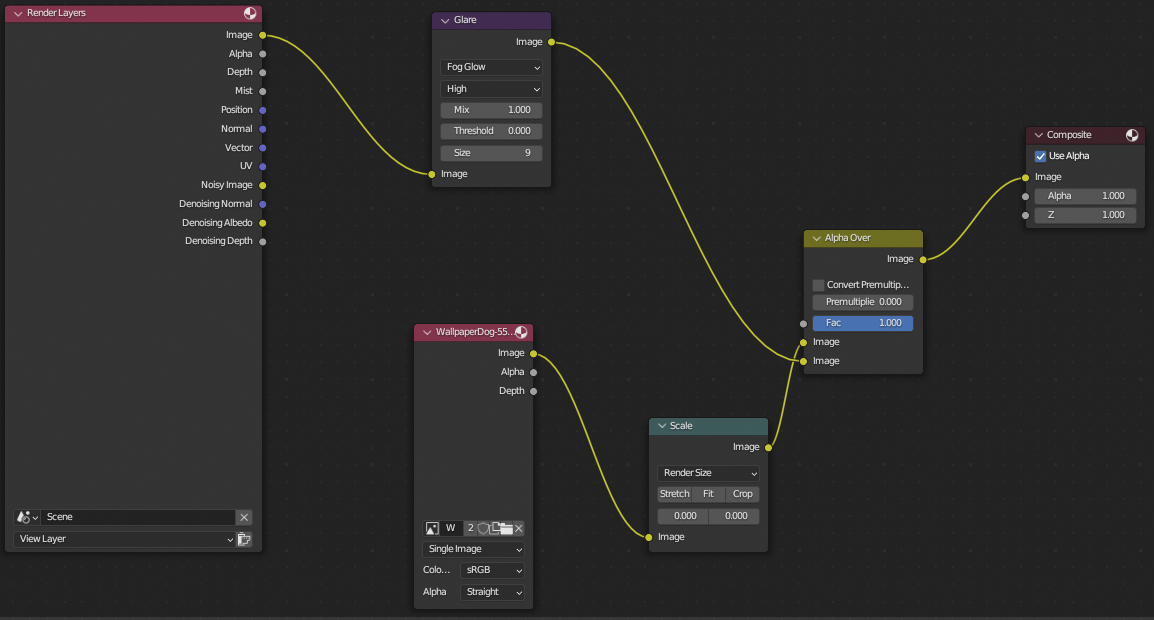 Render Layers
Image
Alpha
Depth
Mist
Position
Normal
Vector
UV
Noisy Image
Denoising Normal
Denoising Albedo
Denoising Depth
Scene
View Layer
Glare
Image
Fog Glow
High
Mix 1.000
Threshold 0.000
Size 9
Image
WallpaperDog-55...
Image
Alpha
Depth
W 2
Single Image
Colo... sRGB
Alpha Straight
Scale
Image
Render Size
Stretch Fit Crop
0.000 0.000
Image
Alpha Over
Image
Convert Premultip...
Premultiplie 0.000
Fac 1.000
Image
Image
Composite
Use Alpha
Image
Alpha 1.000
Z 1.000